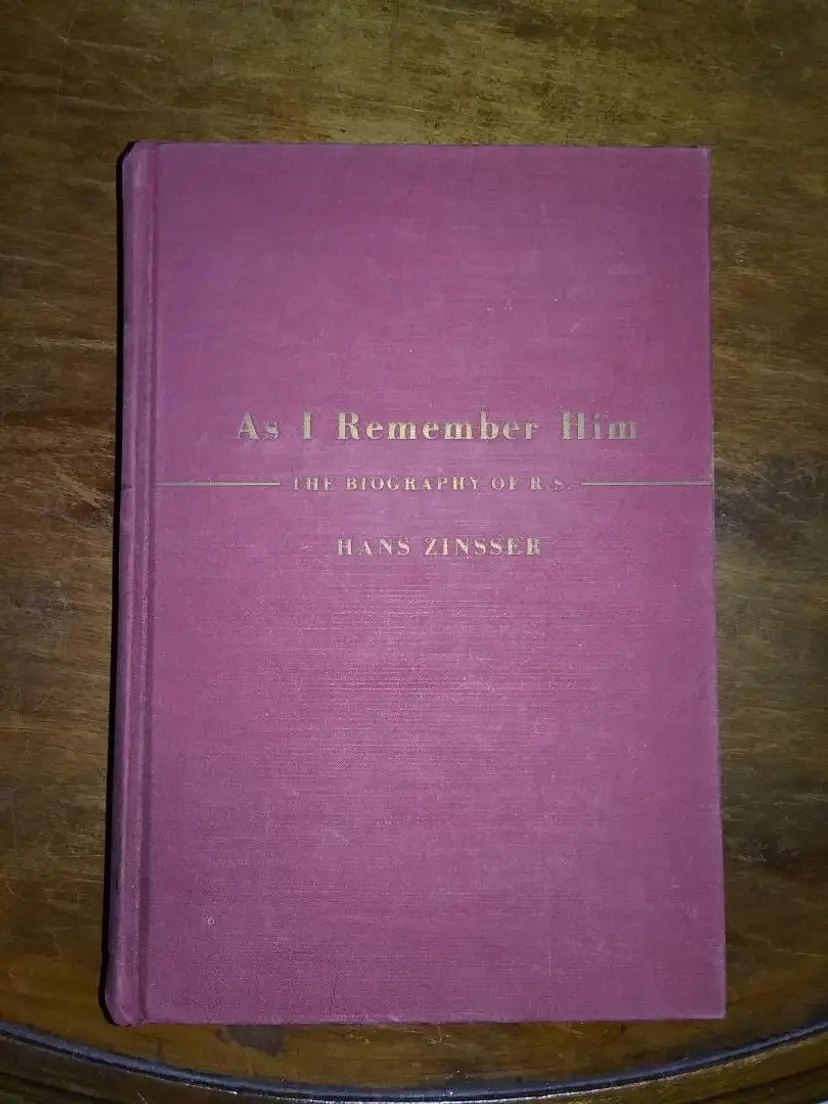 As I Remember Him
THE BIOGRAPHY OF R.S.
HANS ZINSSER